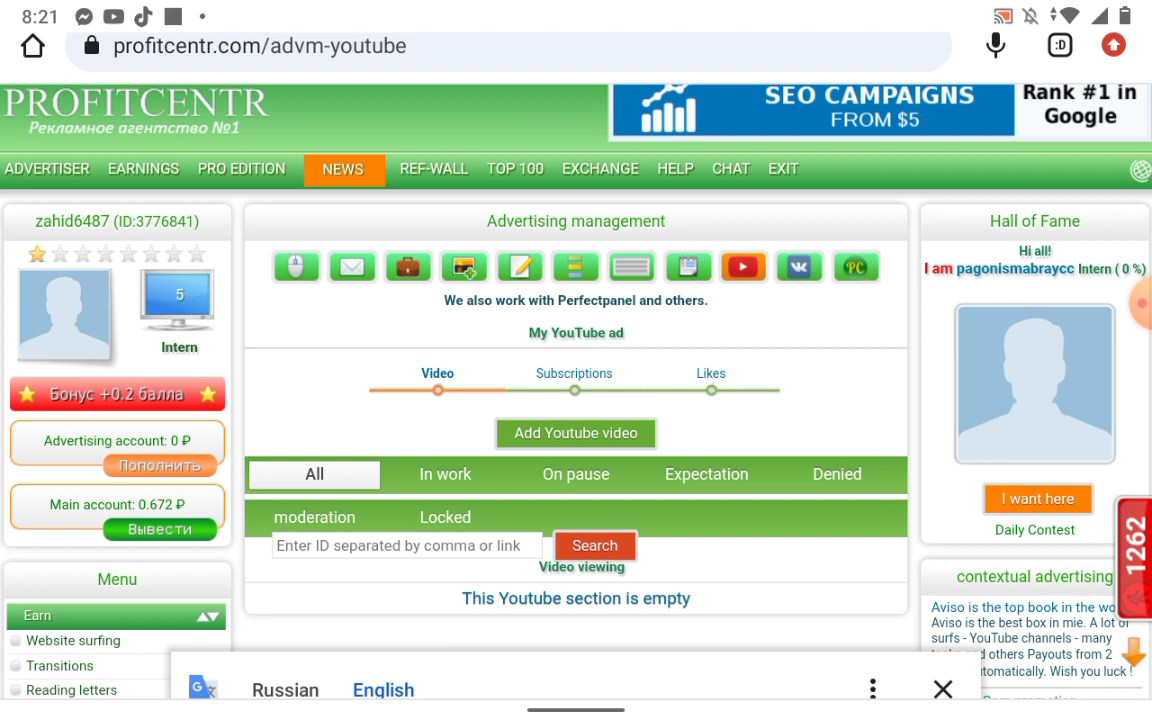 8:21
profitcentr.com/advm-youtube
:D
PROFITCENTR
Рекламное агентство №1
SEO CAMPAIGNS
FROM $5
Rank #1 in
Google
ADVERTISER EARNINGS PRO EDITION NEWS REF-WALL TOP 100 EXCHANGE HELP CHAT EXIT
zahid6487 (ID:3776841)
5
Intern
Бонус +0.2 балла
Advertising account: 0 ₽
Пополнить
Main account: 0.672 ₽
Вывести
Menu
Earn
Website surfing
Transitions
Reading letters
Advertising management
PC
We also work with Perfectpanel and others.
My YouTube ad
Video Subscriptions Likes
Add Youtube video
All In work On pause Expectation Denied
moderation Locked
Enter ID separated by comma or link Search
Video viewing
This Youtube section is empty
Hall of Fame
Hi all!
I am pagonismabraycc Intern ( 0 %)
I want here
Daily Contest
1262
contextual advertising
Aviso is the top book in the
Aviso is the best box in mie. A lot of
surfs - YouTube channels - many
and others Payouts from 2
Wish you luck !
Russian English